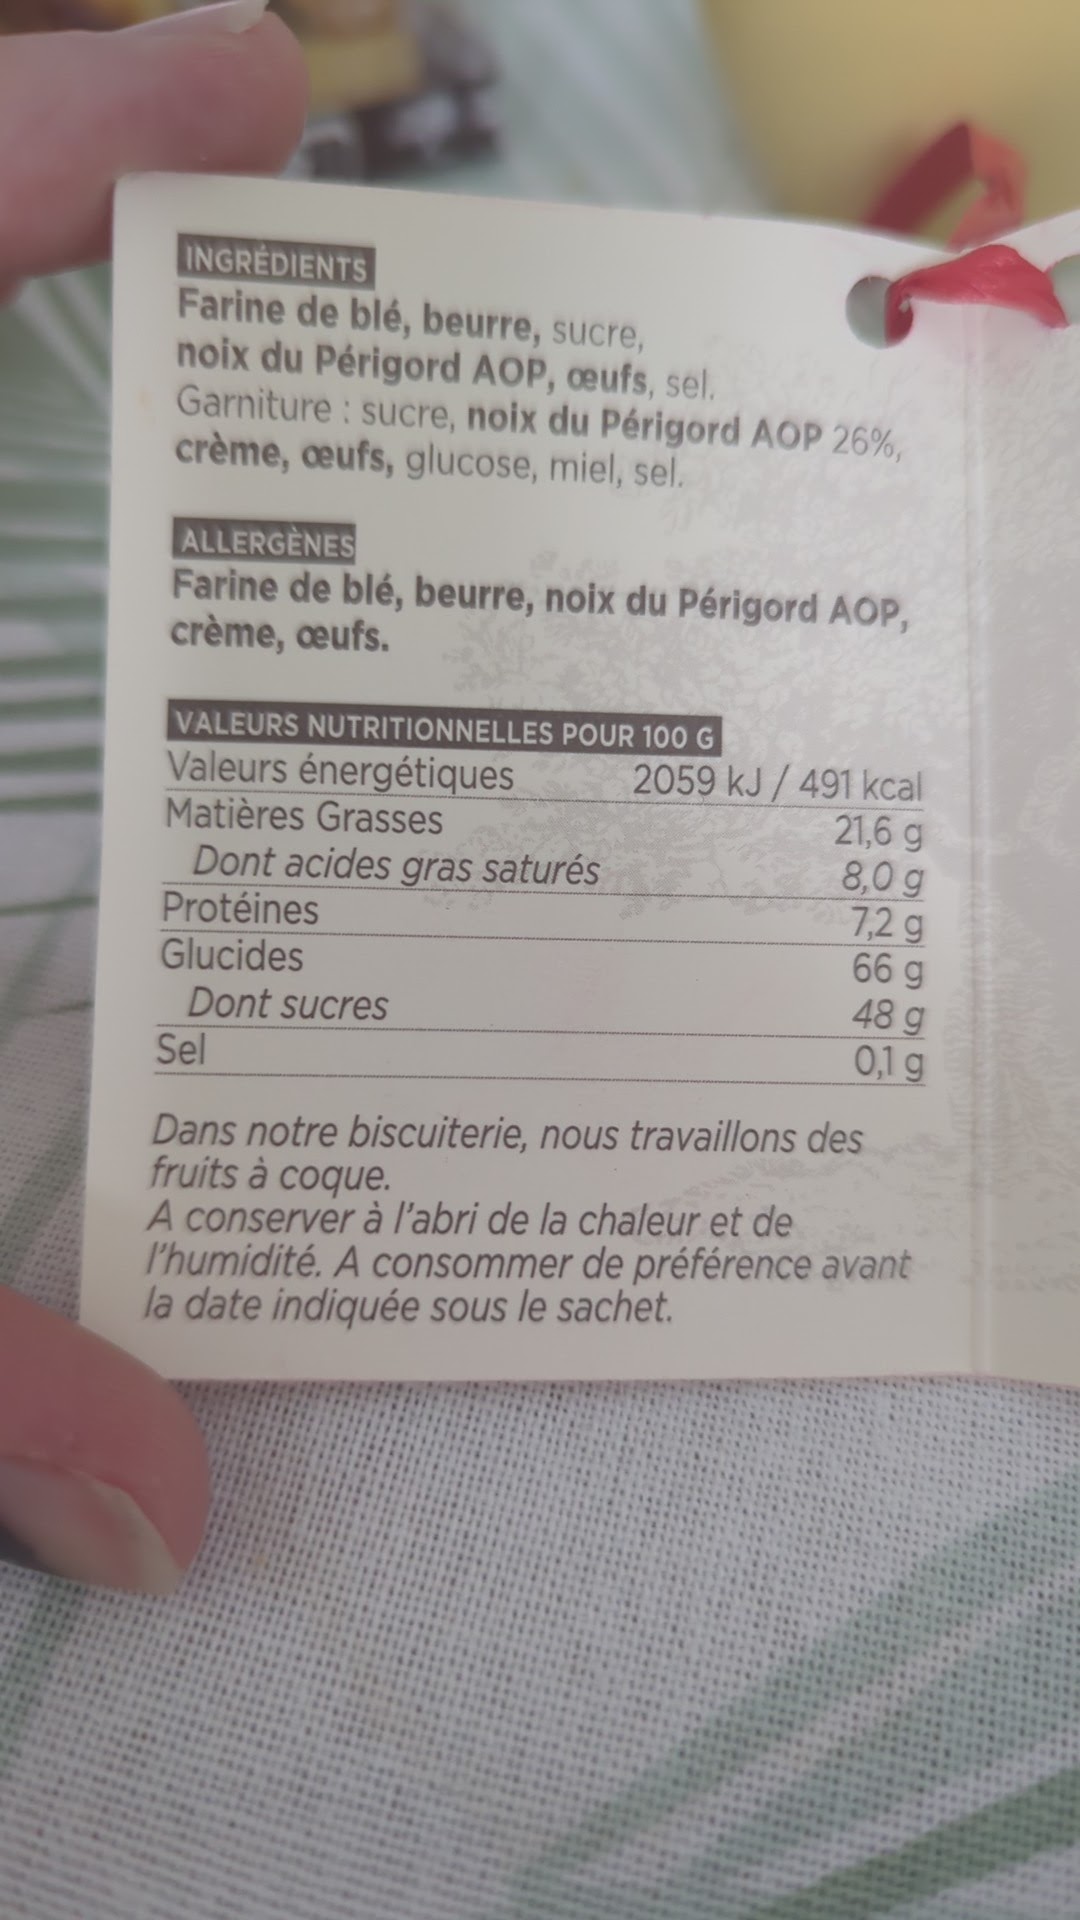 INGRÉDIENTS
Farine de blé, beurre, sucre,
noix du Périgord AOP, œufs, sel.
Garniture : sucre, noix du Périgord AOP 26%,
crème, œufs, glucose, miel, sel.
ALLERGÈNES
Farine de blé, beurre, noix du Périgord AOP,
crème, œufs.
VALEURS NUTRITIONNELLES POUR 100 G
Valeurs énergétiques 2059 kJ / 491 kcal
Matières Grasses 21,6 g
Dont acides gras saturés 8,0 g
Protéines 7,2 g
Glucides 66 g
Dont sucres 48 g
Sel 0,1 g
Dans notre biscuiterie, nous travaillons des
fruits à coque.
A conserver à l'abri de la chaleur et de
l'humidité. A consommer de préférence avant
la date indiquée sous le sachet.